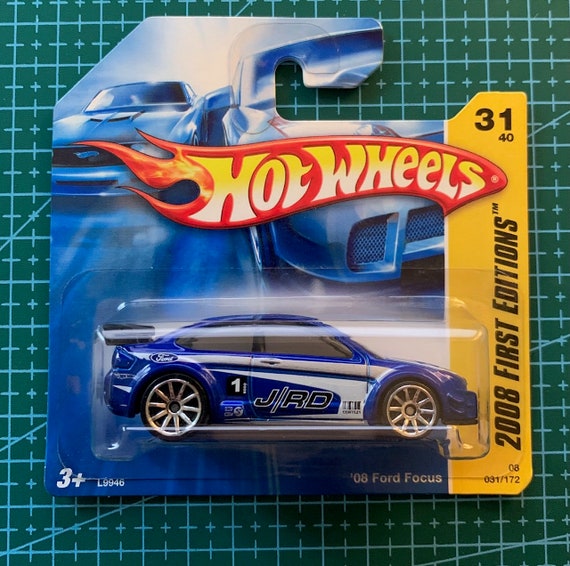 31
40
HOT WHEELS®
2008 FIRST EDITIONS™
Ford
1
J/RD
3+
L9946
'08 Ford Focus
08
031/172